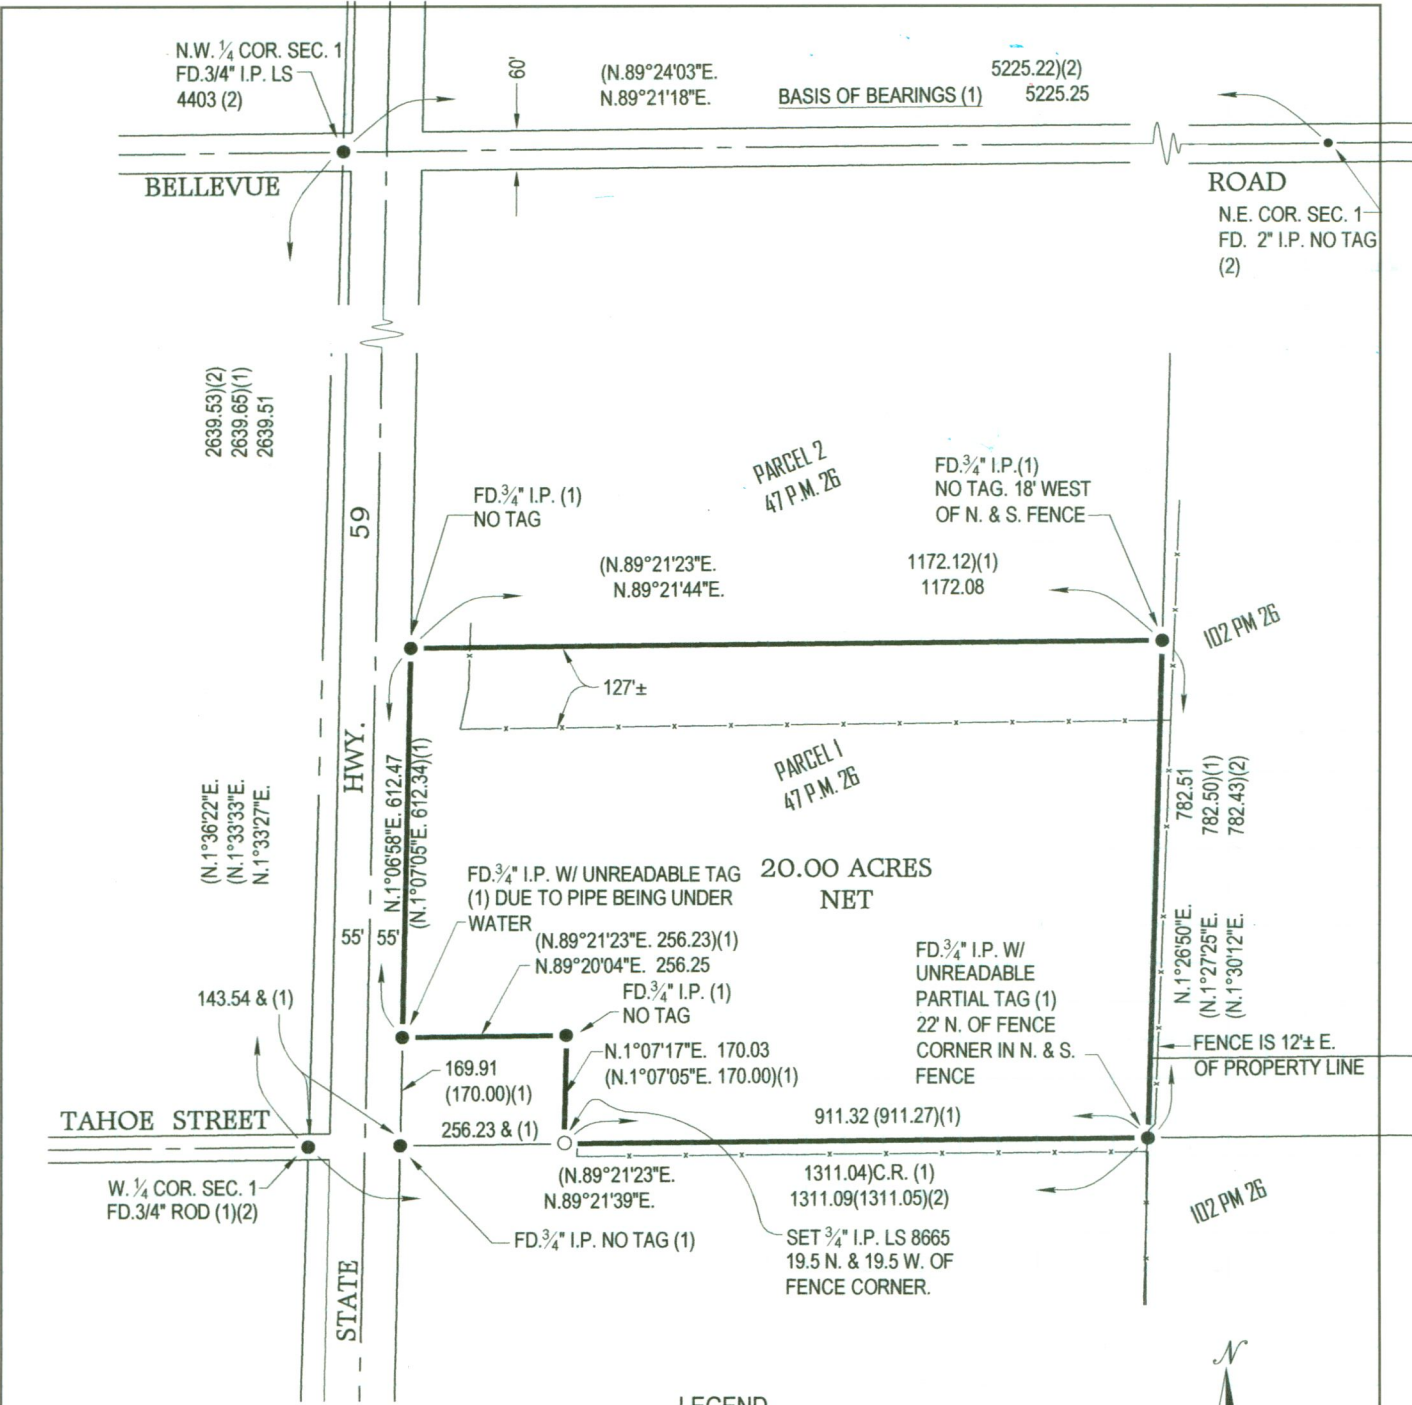 N.W. ¼ COR. SEC. 1
FD.3/4" I.P. LS
4403 (2)
60'
(N.89°24'03"E.
N.89°21'18"E.
BASIS OF BEARINGS (1)
5225.22)(2)
5225.25
BELLEVUE
ROAD
N.E. COR. SEC. 1
FD. 2" I.P. NO TAG
(2)
2639.53)(2)
2639.65)(1)
2639.51
PARCEL 2
47 P.M. 26
FD.¾" I.P.(1)
NO TAG. 18' WEST
OF N. & S. FENCE
FD.¾" I.P. (1)
NO TAG
59
(N.89°21'23"E.
N.89°21'44"E.
1172.12)(1)
1172.08
102 PM 26
127'±
HWY.
PARCEL 1
47 P.M. 26
N.1°06'58"E. 612.47
(N.1°07'05"E. 612.34)(1)
782.51
782.50)(1)
782.43)(2)
(N.1°36'22"E.
(N.1°33'33"E.
N.1°33'27"E.
FD.¾" I.P. W/ UNREADABLE TAG
(1) DUE TO PIPE BEING UNDER
WATER
20.00 ACRES
NET
55' 55'
(N.89°21'23"E. 256.23)(1)
N.89°20'04"E. 256.25
FD.¾" I.P. (1)
NO TAG
FD.¾" I.P. W/
UNREADABLE
PARTIAL TAG (1)
22' N. OF FENCE
CORNER IN N. & S.
FENCE
N.1°26'50"E.
(N.1°27'25"E.
(N.1°30'12"E.
143.54 & (1)
N.1°07'17"E. 170.03
(N.1°07'05"E. 170.00)(1)
FENCE IS 12'± E.
OF PROPERTY LINE
169.91
(170.00)(1)
TAHOE STREET
256.23 & (1)
911.32 (911.27)(1)
(N.89°21'23"E.
N.89°21'39"E.
1311.04)C.R. (1)
1311.09(1311.05)(2)
W. ¼ COR. SEC. 1
FD.3/4" ROD (1)(2)
102 PM 26
FD.¾" I.P. NO TAG (1)
SET ¾" I.P. LS 8665
19.5 N. & 19.5 W. OF
FENCE CORNER.
STATE
N
LEGEND